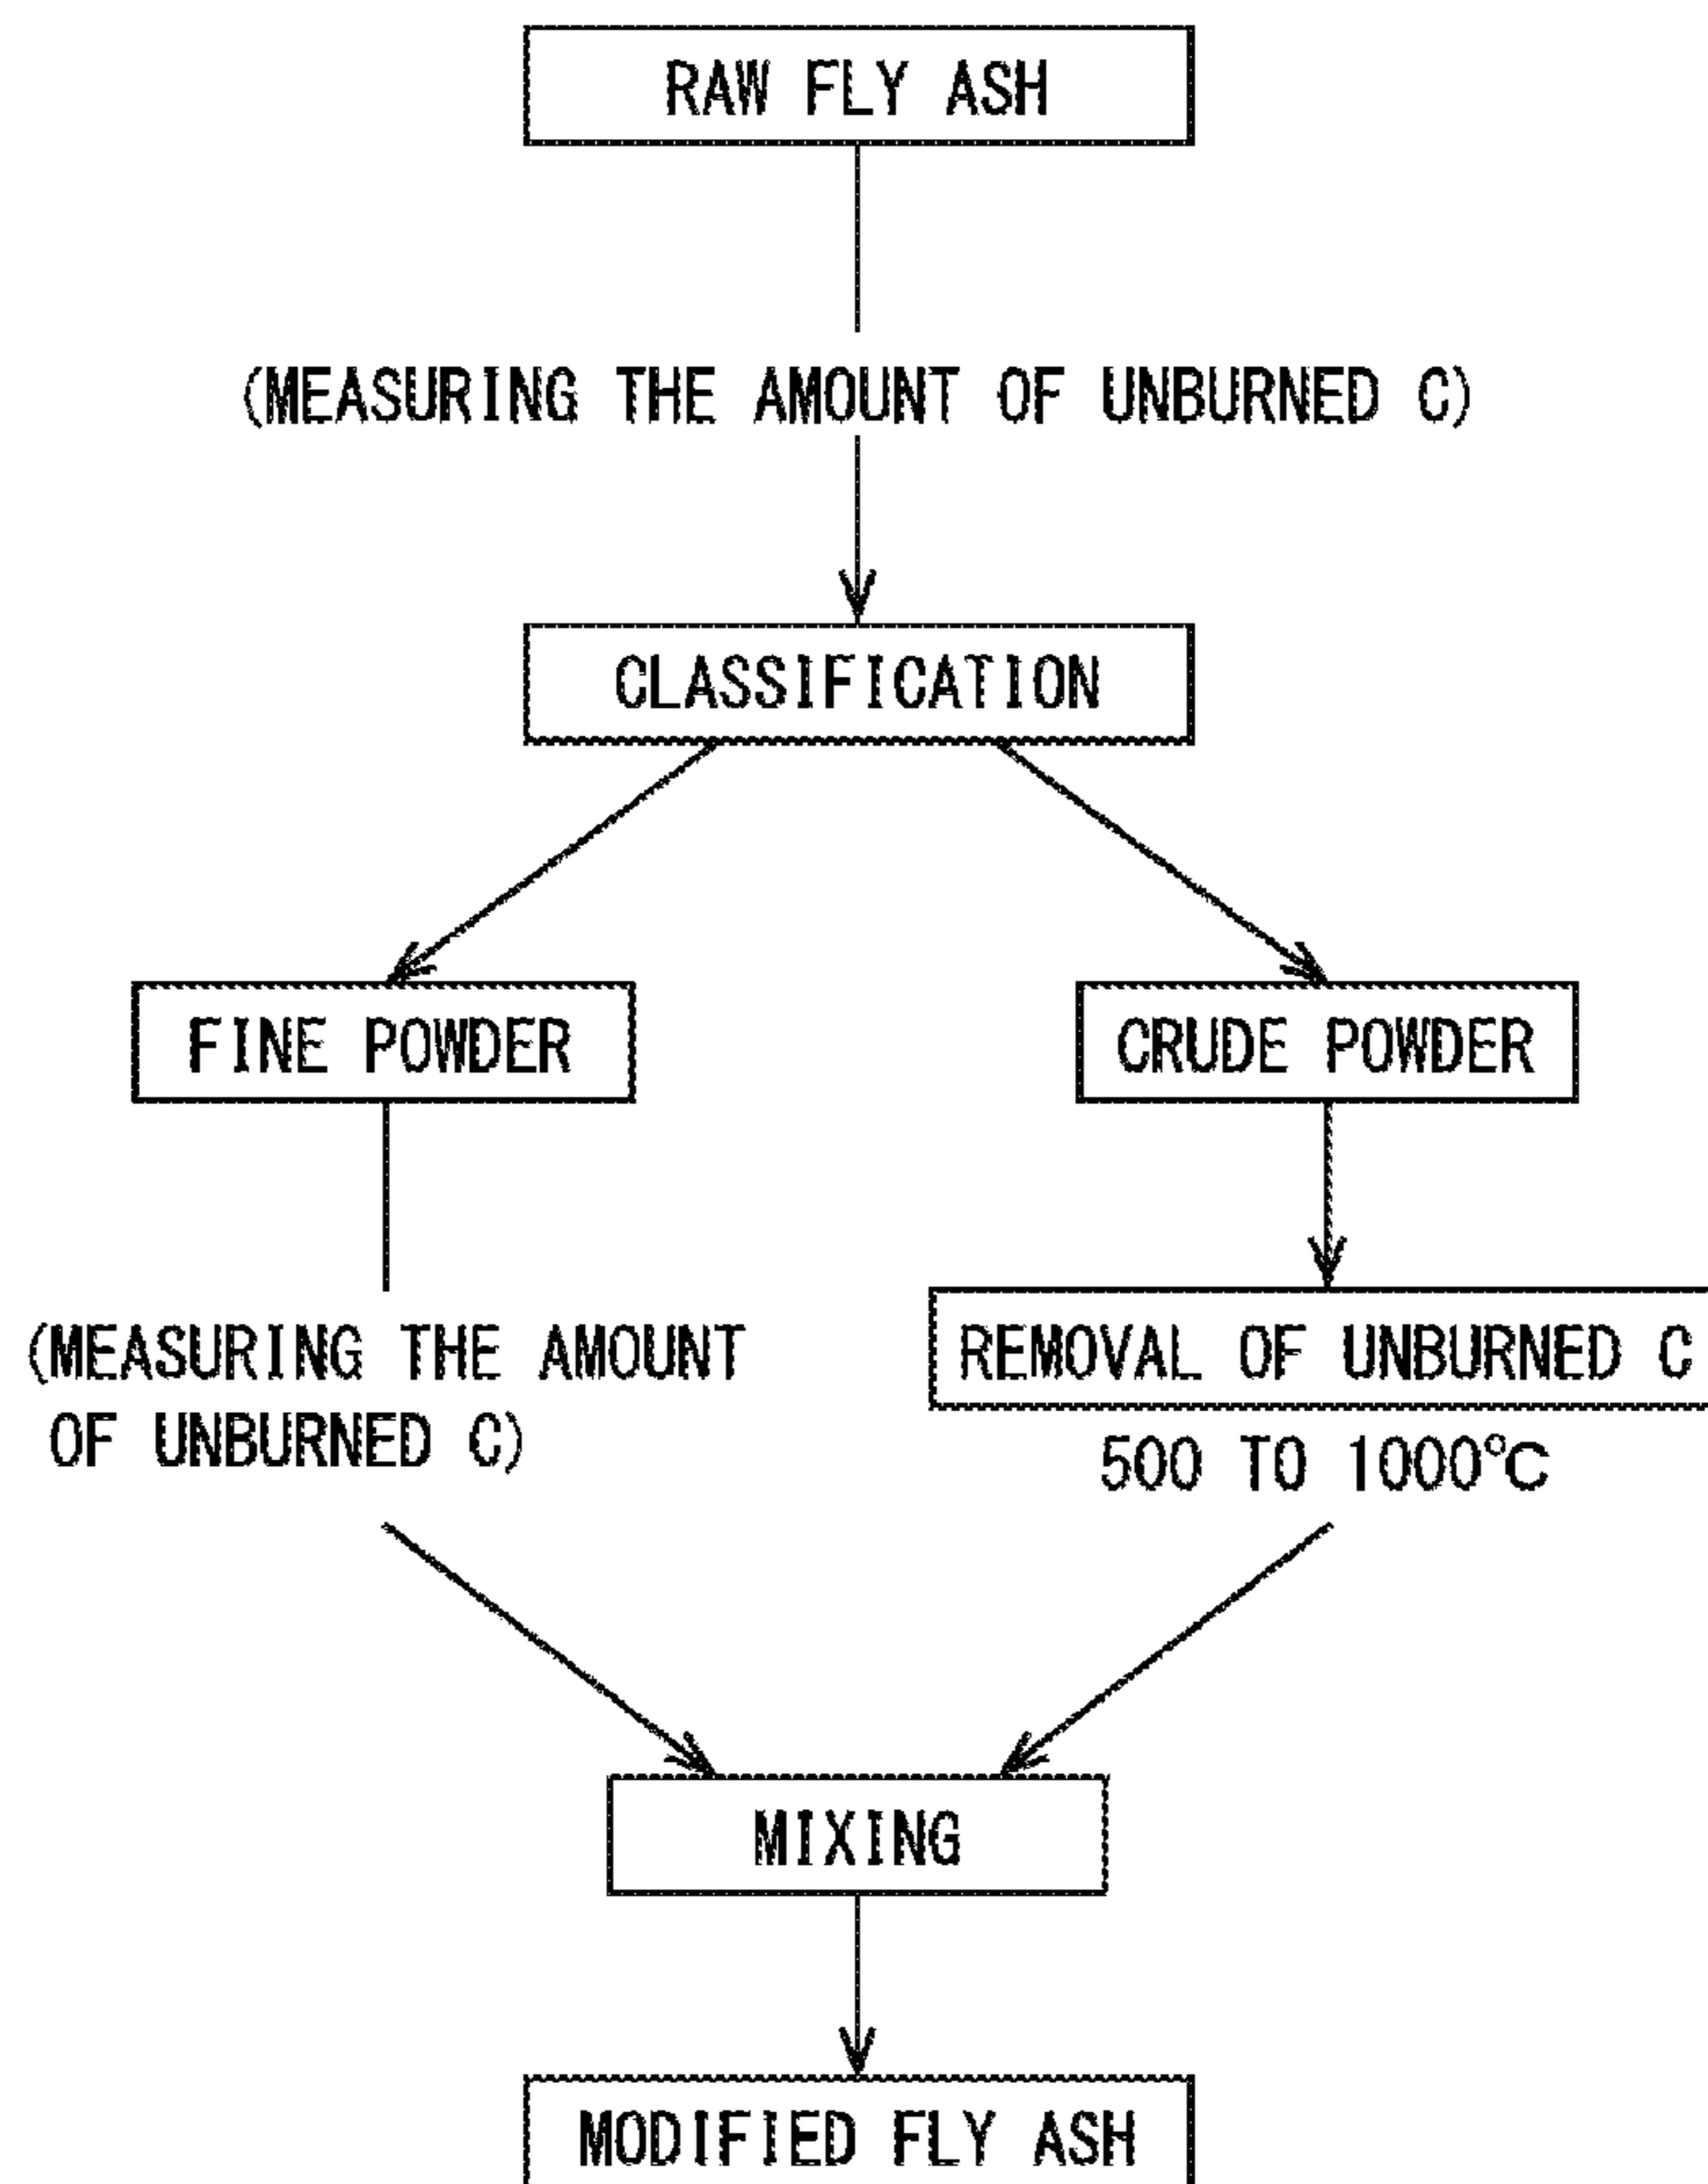 RAW FLY ASH
(MEASURING THE AMOUNT OF UNBURNED C)
CLASSIFICATION
FINE POWDER
CRUDE POWDER
(MEASURING THE AMOUNT
OF UNBURNED C)
REMOVAL OF UNBURNED C
500 TO 1000℃
MIXING
MODIFIED FLY ASH